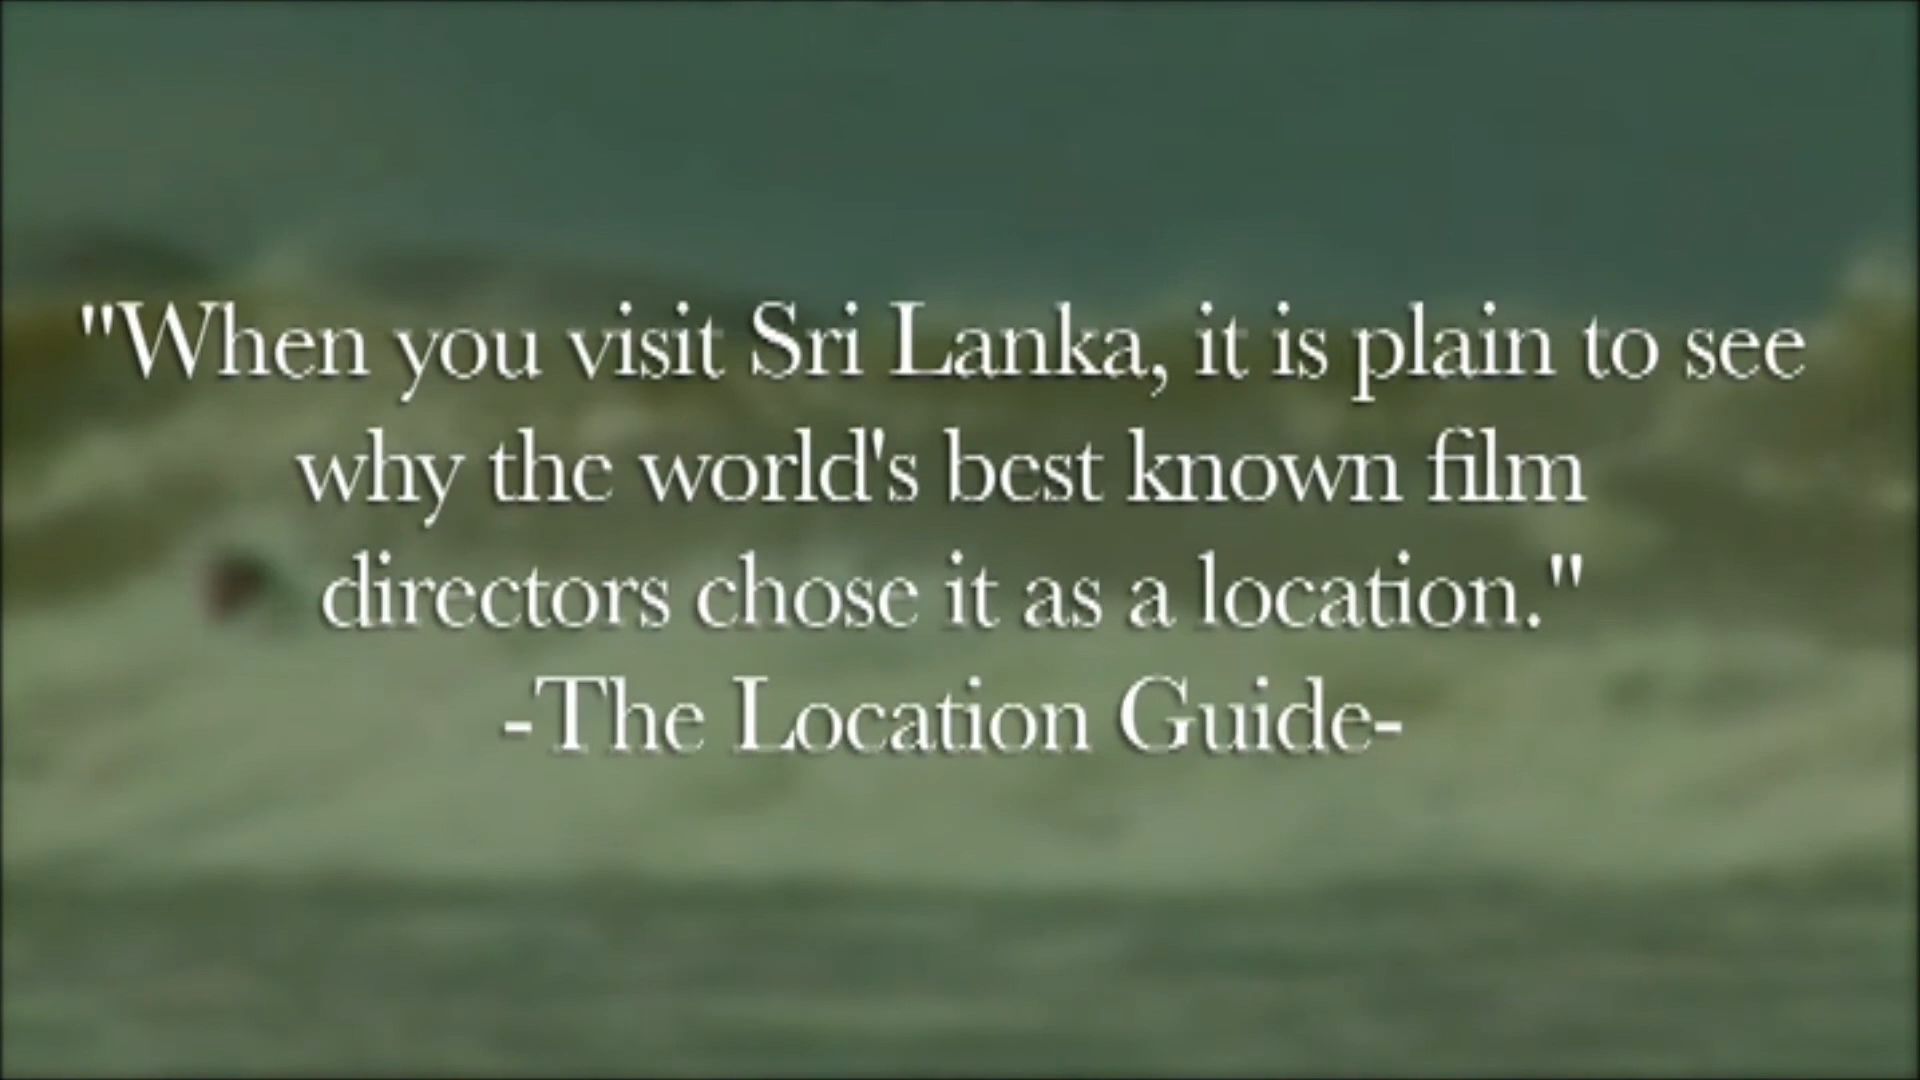 "When you visit Sri Lanka, it is plain to see
why the world's best known film
directors chose it as a location."
-The Location Guide-